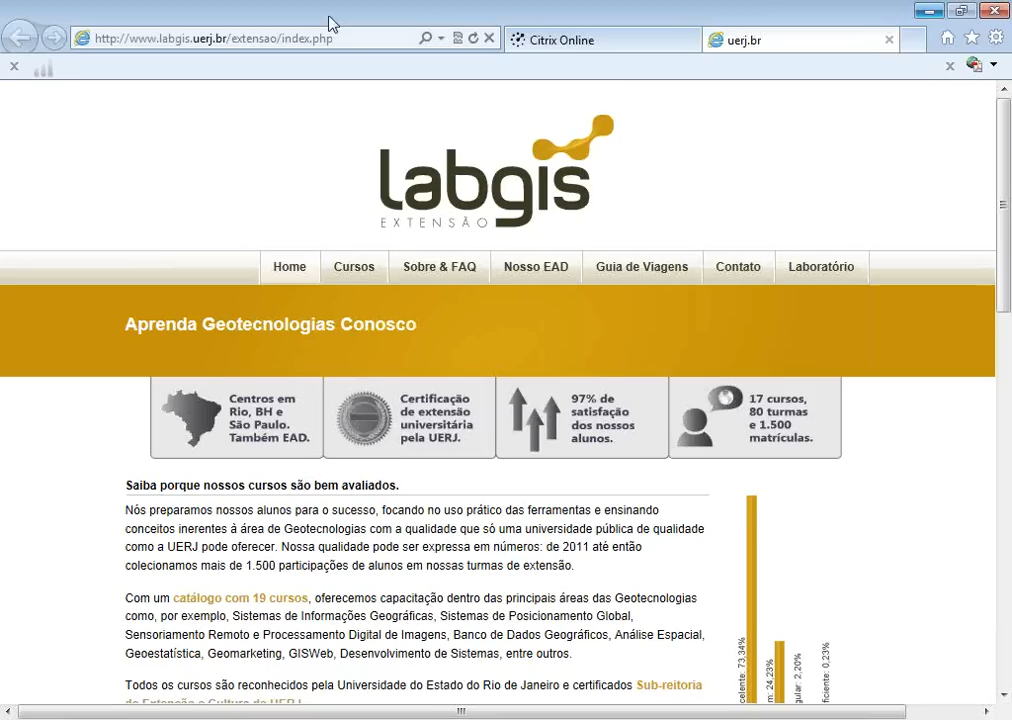 http://www.labgis.uerj.br/extensao/index.php
Citrix Online
uerj.br
labgis
EXTENSÃO
Home
Cursos
Sobre & FAQ
Nosso EAD
Guia de Viagens
Contato
Laboratório
Aprenda Geotecnologias Conosco
Centros em
Rio, BH e
São Paulo.
Também EAD.
Certificação
de extensão
universitária
pela UERJ.
97% de
satisfação
dos nossos
alunos.
17 cursos,
80 turmas
e 1.500
matrículas.
Saiba porque nossos cursos são bem avaliados.
Nós preparamos nossos alunos para o sucesso, focando no uso prático das ferramentas e ensinando
conceitos inerentes à área de Geotecnologias com a qualidade que só uma universidade pública de qualidade
como a UERJ pode oferecer. Nossa qualidade pode ser expressa em números: de 2011 até então
colecionamos mais de 1.500 participações de alunos em nossas turmas de extensão.
Com um catálogo com 19 cursos, oferecemos capacitação dentro das principais áreas das Geotecnologias
como, por exemplo, Sistemas de Informações Geográficas, Sistemas de Posicionamento Global,
Sensoriamento Remoto e Processamento Digital de Imagens, Banco de Dados Geográficos, Análise Espacial,
Geoestatística, Geomarketing, GISWeb, Desenvolvimento de Sistemas, entre outros.
Todos os cursos são reconhecidos pela Universidade do Estado do Rio de Janeiro e certificados Sub-reitoria
de Extensão e Cultura da UERJ
celente: 73,34%
m: 24,23%
gular: 2,20%
ficiente: 0,23%